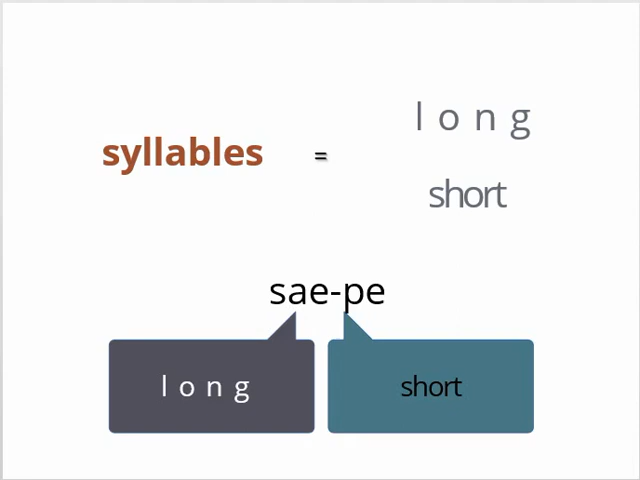 l o n g
syllables =
short
sae-pe
l o n g short